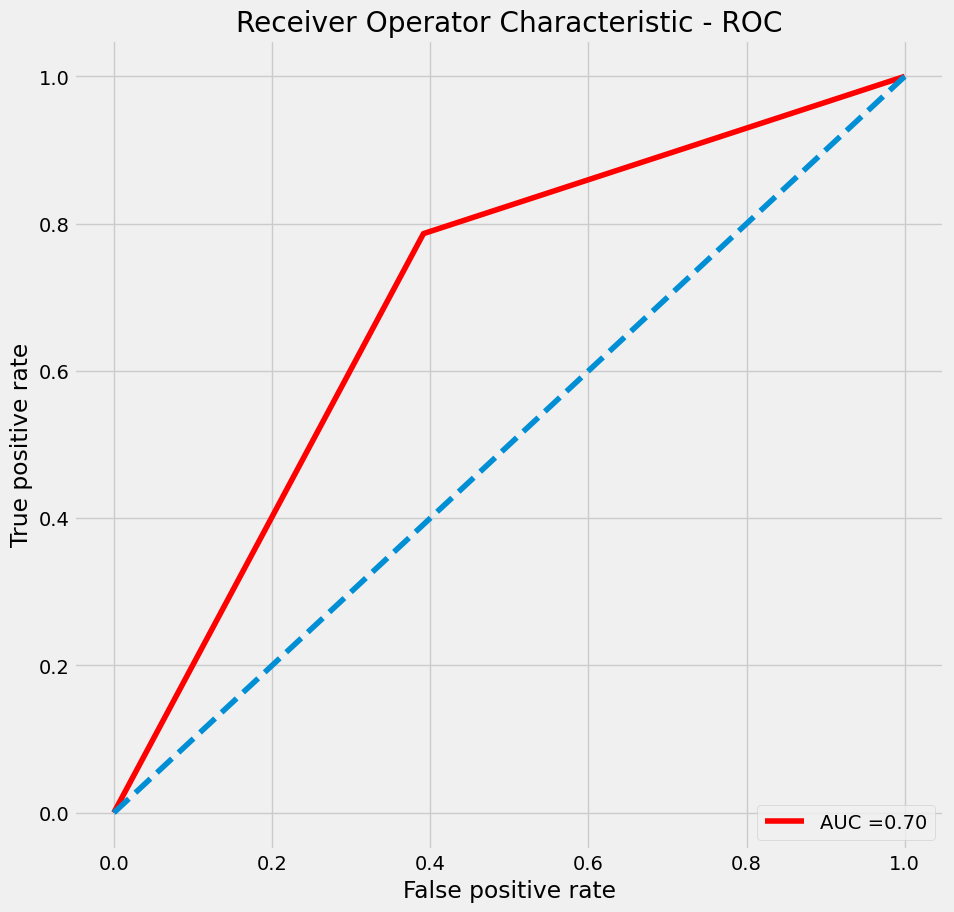 Receiver Operator Characteristic - ROC
1.0
0.8
0.6
0.4
0.2
0.0
True positive rate
AUC =0.70
0.0 0.2 0.4 0.6 0.8 1.0
False positive rate